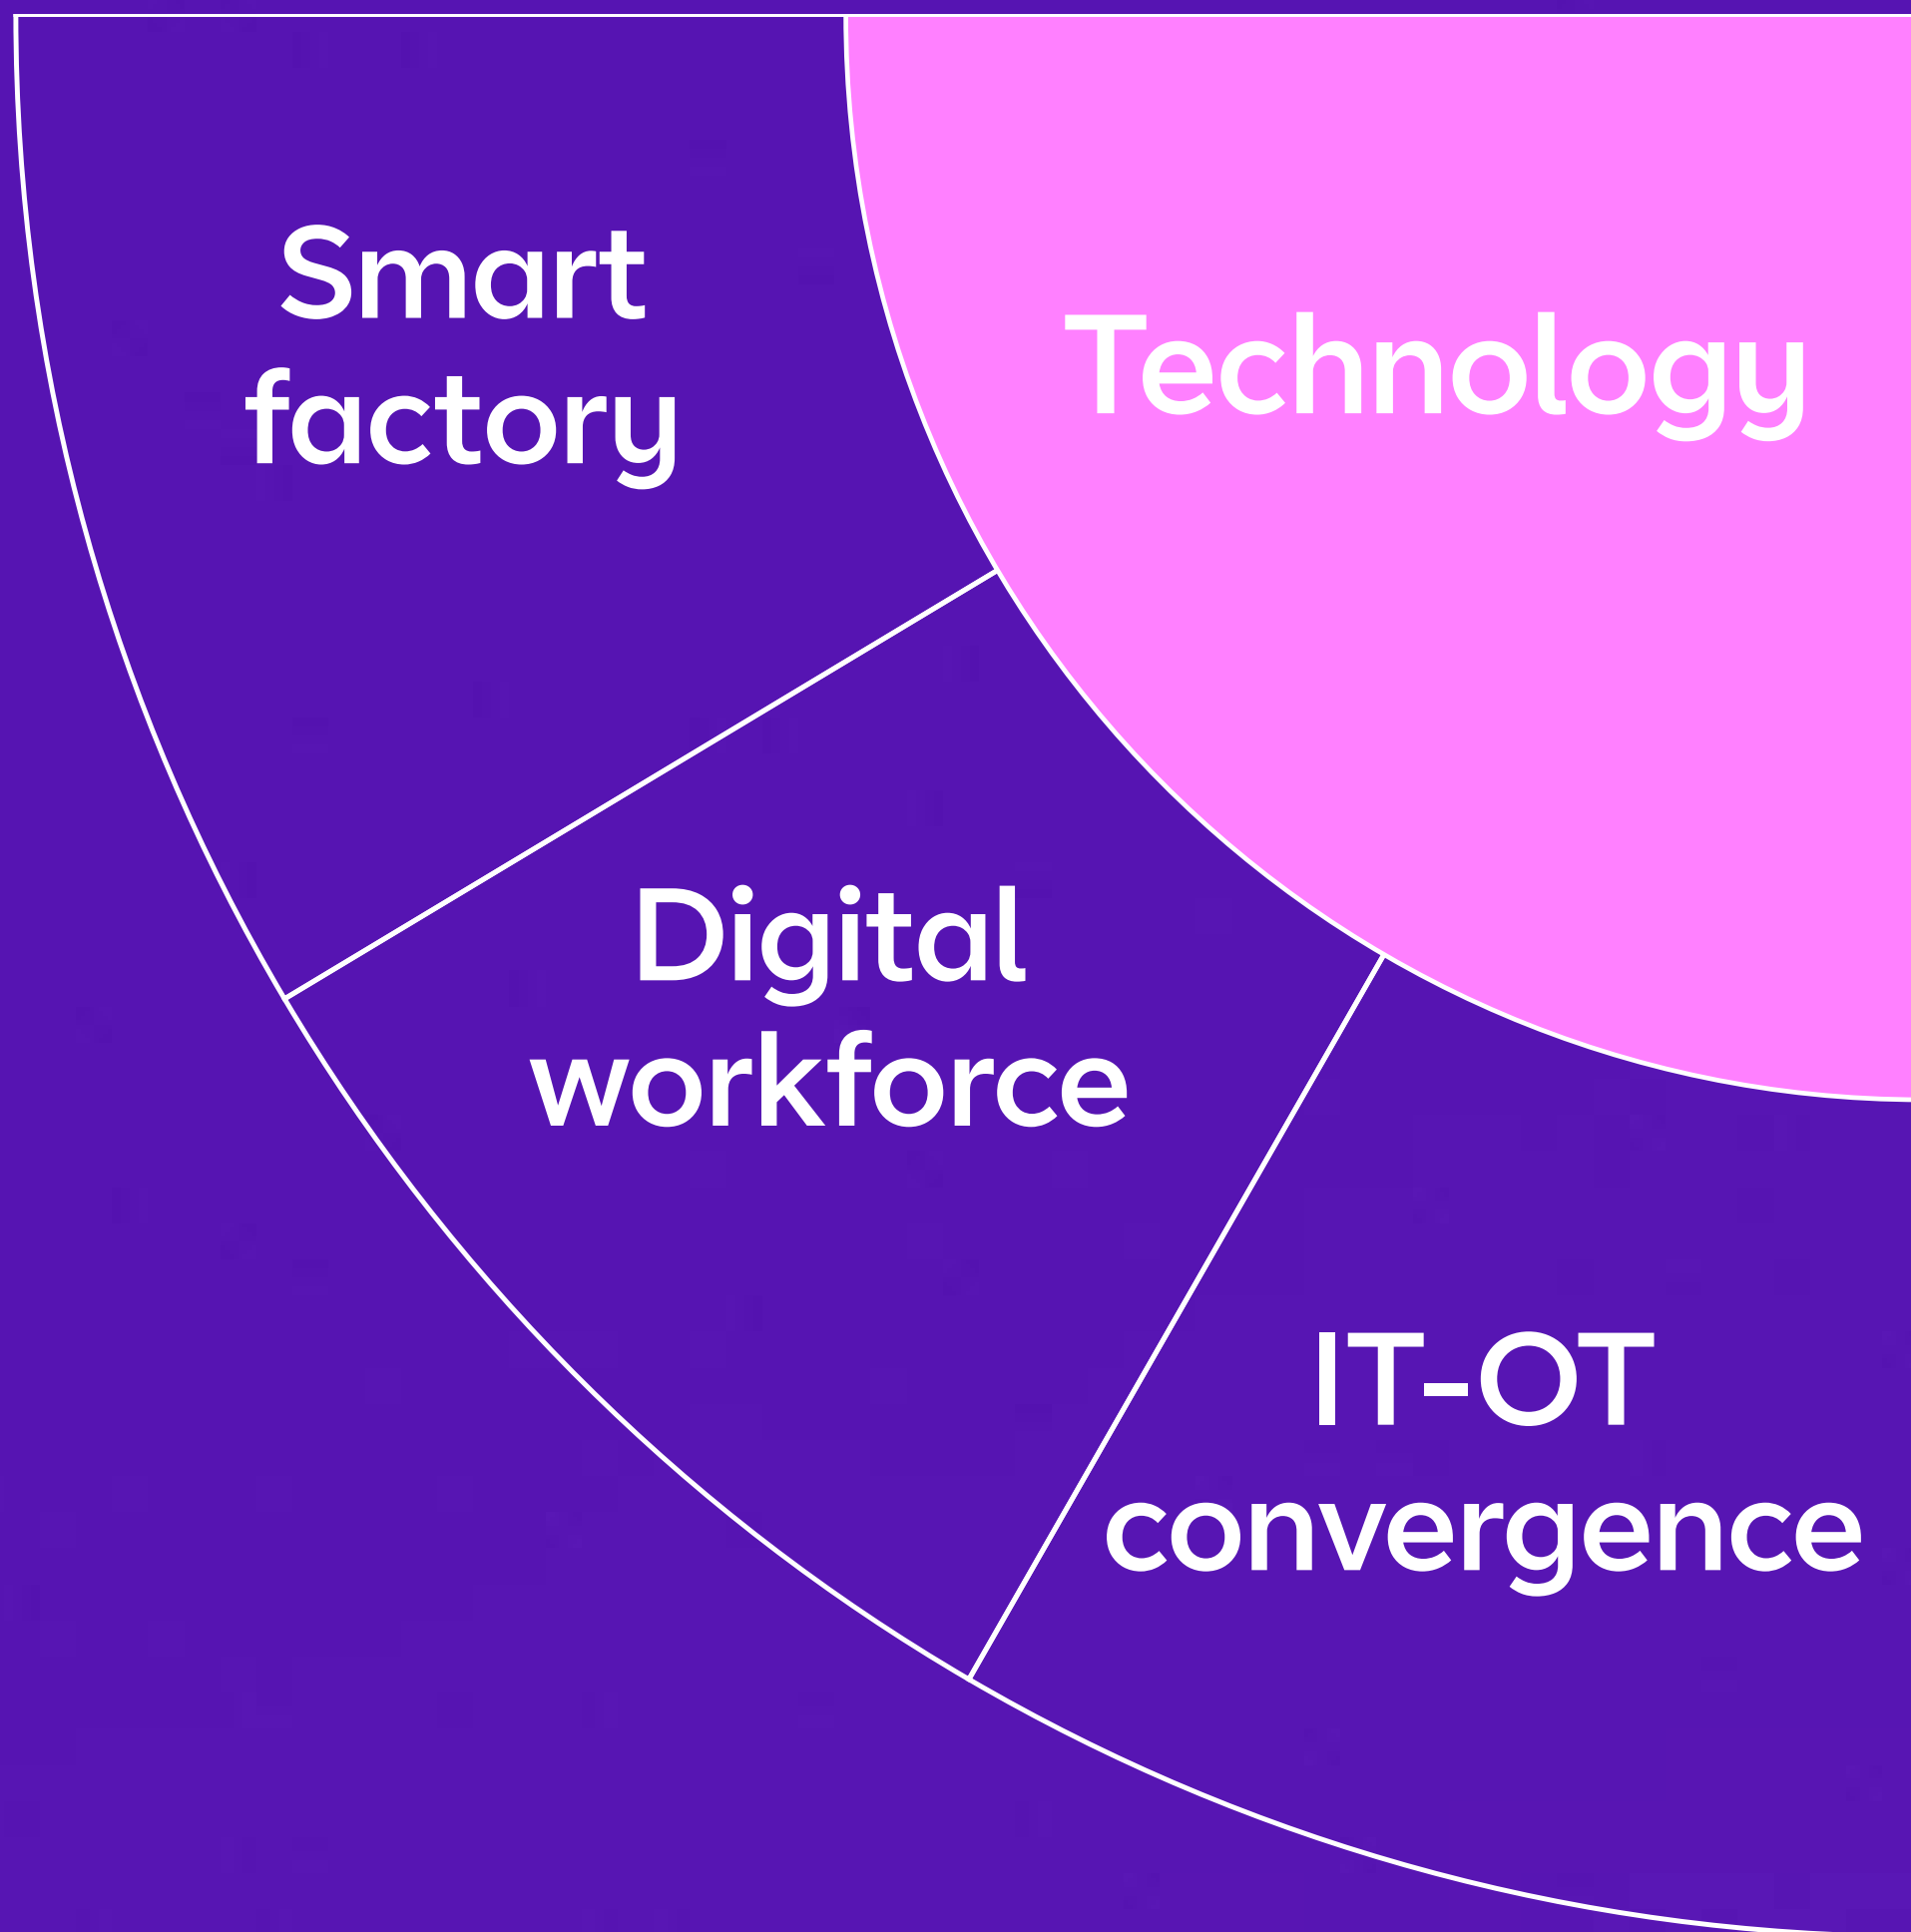 Smart
factory
Technology
Digital
workforce
IT-OT
convergence